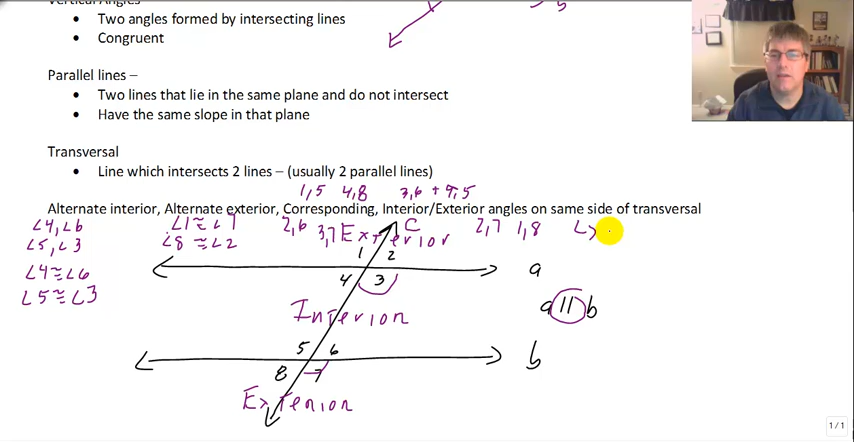 Vertical Angles
• Two angles formed by intersecting lines
• Congruent
Parallel lines –
• Two lines that lie in the same plane and do not intersect
• Have the same slope in that plane
Transversal
• Line which intersects 2 lines – (usually 2 parallel lines)
1,5 4,8 3,6 + 4,5
Alternate interior, Alternate exterior, Corresponding, Interior/Exterior angles on same side of transversal
∠4, ∠6 ∠1 ≅ ∠7 2,6 3,7 Exterior C 2,7 1,8
∠5, ∠3 ∠8 ≅ ∠2
1 2
∠4 ≅ ∠6 4 3 a
∠5 ≅ ∠3
Interior a || b
5 6 b
8 7
Exterior
1 / 1